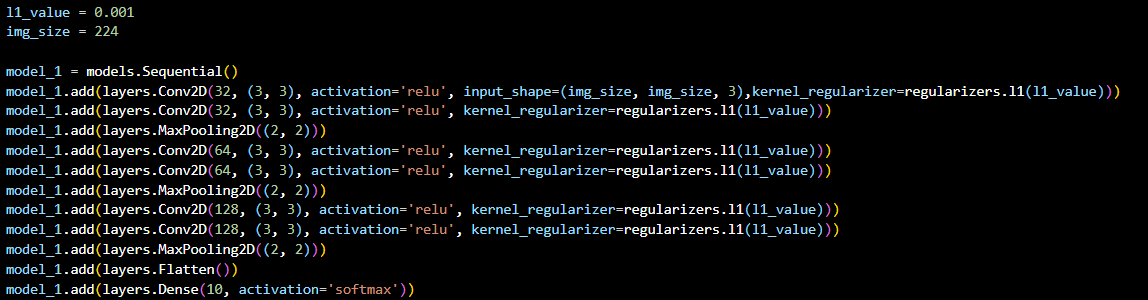 l1_value = 0.001
img_size = 224

model_1 = models.Sequential()
model_1.add(layers.Conv2D(32, (3, 3), activation='relu', input_shape=(img_size, img_size, 3),kernel_regularizer=regularizers.l1(l1_value)))
model_1.add(layers.Conv2D(32, (3, 3), activation='relu', kernel_regularizer=regularizers.l1(l1_value)))
model_1.add(layers.MaxPooling2D((2, 2)))
model_1.add(layers.Conv2D(64, (3, 3), activation='relu', kernel_regularizer=regularizers.l1(l1_value)))
model_1.add(layers.Conv2D(64, (3, 3), activation='relu', kernel_regularizer=regularizers.l1(l1_value)))
model_1.add(layers.MaxPooling2D((2, 2)))
model_1.add(layers.Conv2D(128, (3, 3), activation='relu', kernel_regularizer=regularizers.l1(l1_value)))
model_1.add(layers.Conv2D(128, (3, 3), activation='relu', kernel_regularizer=regularizers.l1(l1_value)))
model_1.add(layers.MaxPooling2D((2, 2)))
model_1.add(layers.Flatten())
model_1.add(layers.Dense(10, activation='softmax'))